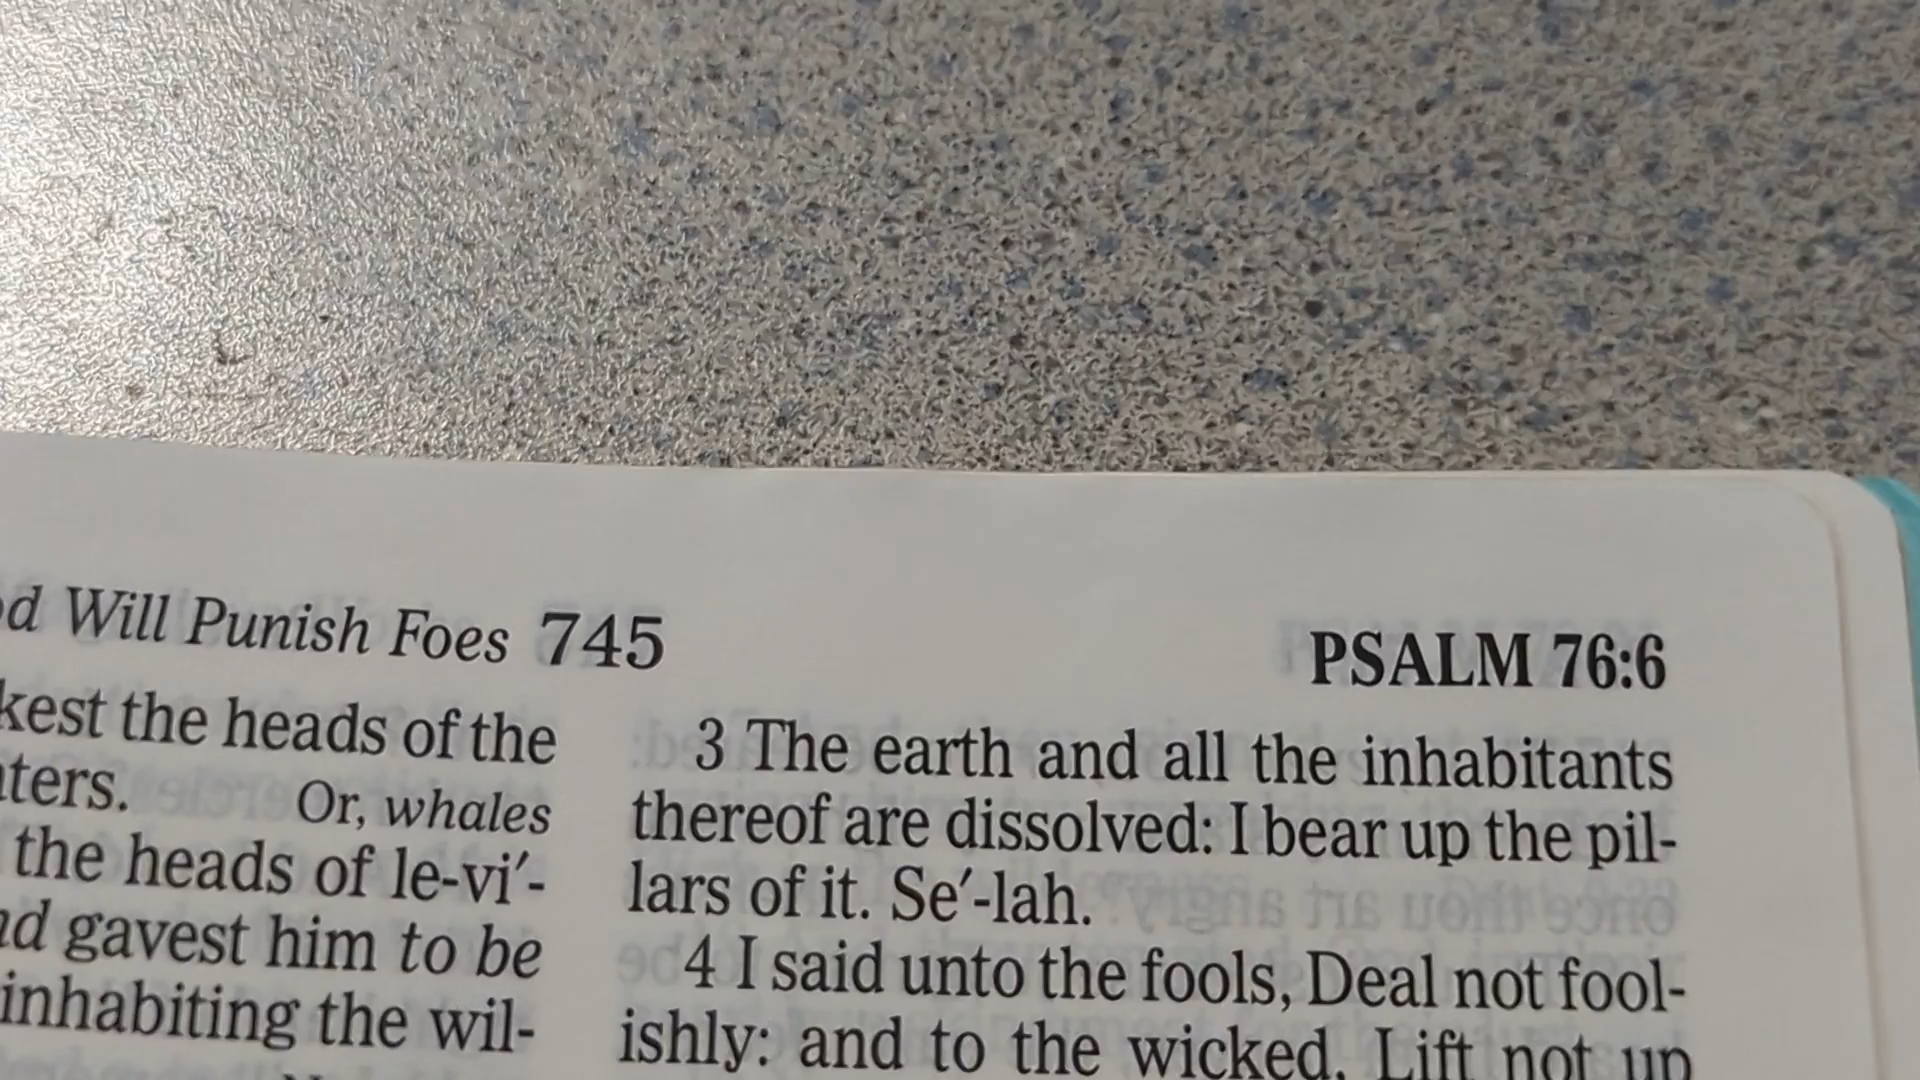 Will Punish Foes 745
PSALM 76:6
the heads of the
Or, whales
the heads of le-vi′-
gavest him to be
inhabiting the wil-
3 The earth and all the inhabitants
thereof are dissolved: I bear up the pil-
lars of it. Se′-lah.
4 I said unto the fools, Deal not fool-
ishly: and to the wicked, Lift not up